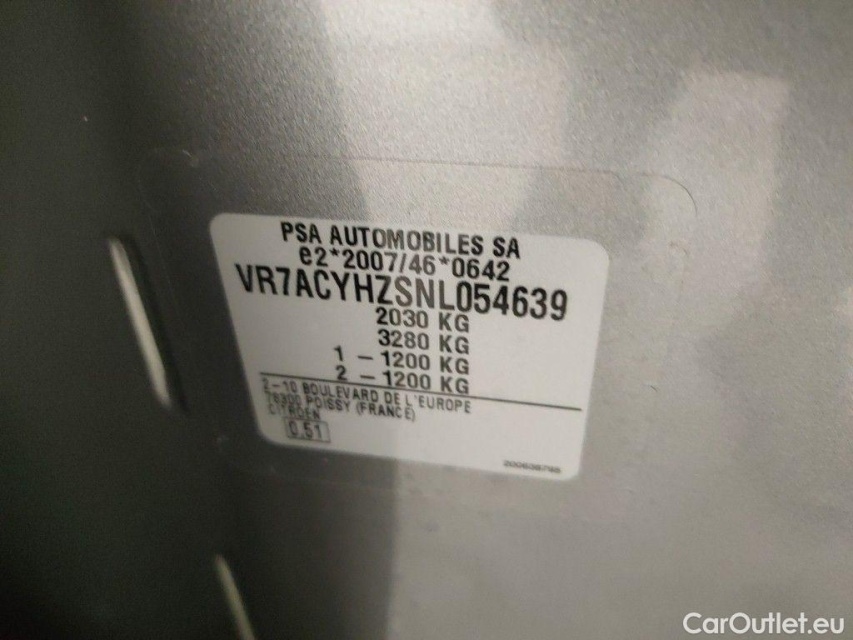 PSA AUTOMOBILES SA
e2*2007/46*0642
VR7ACYHZSNL054639
2030 KG
3280 KG
1 - 1200 KG
2 - 1200 KG
2-10 BOULEVARD DE L'EUROPE
78300 POISSY (FRANCE)
CITROEN
0.51
CarOutlet.eu